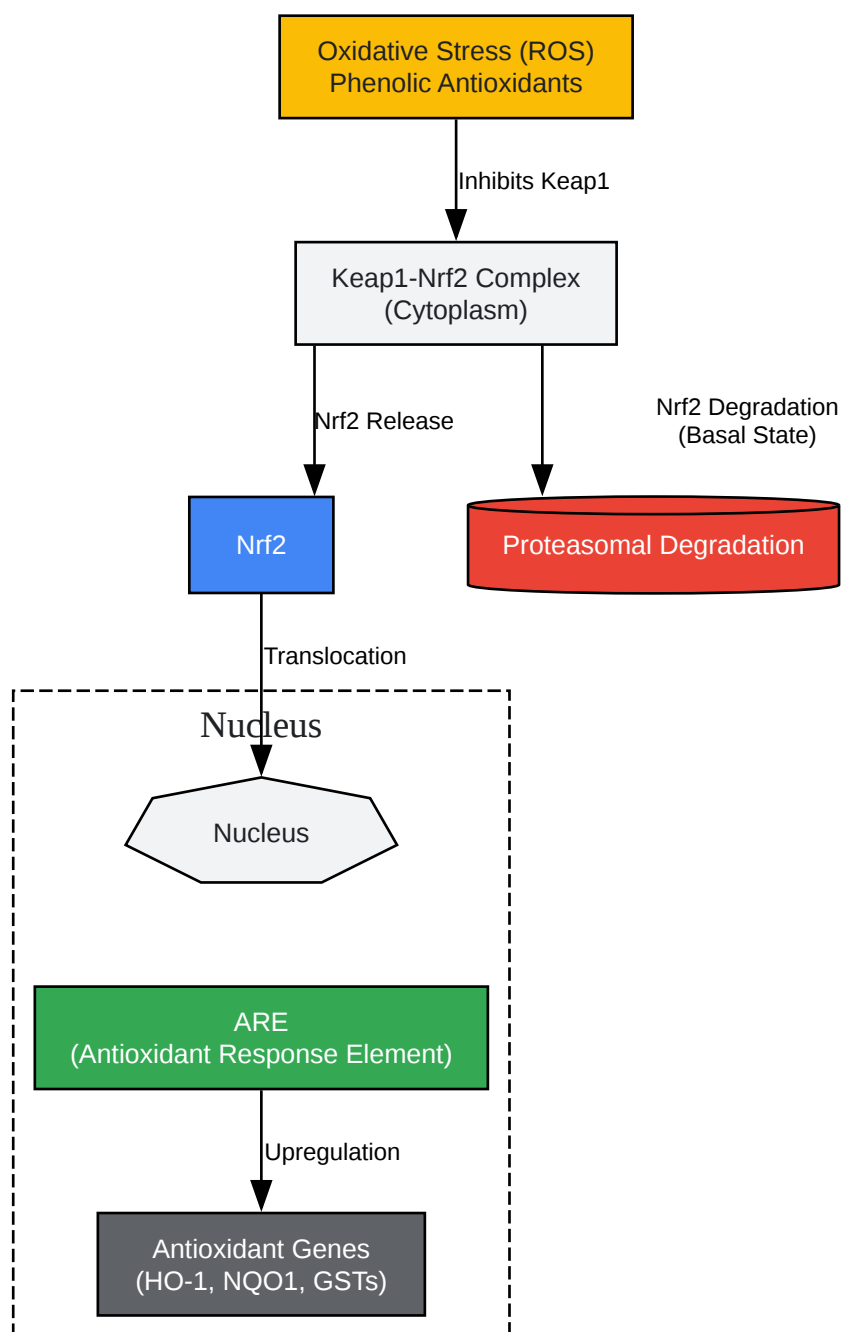 Oxidative Stress (ROS)
Phenolic Antioxidants
Inhibits Keap1
Keap1-Nrf2 Complex
(Cytoplasm)
Nrf2 Release
Nrf2 Degradation
(Basal State)
Nrf2
Proteasomal Degradation
Translocation
Nucleus
Nucleus
ARE
(Antioxidant Response Element)
Upregulation
Antioxidant Genes
(HO-1, NQO1, GSTs)